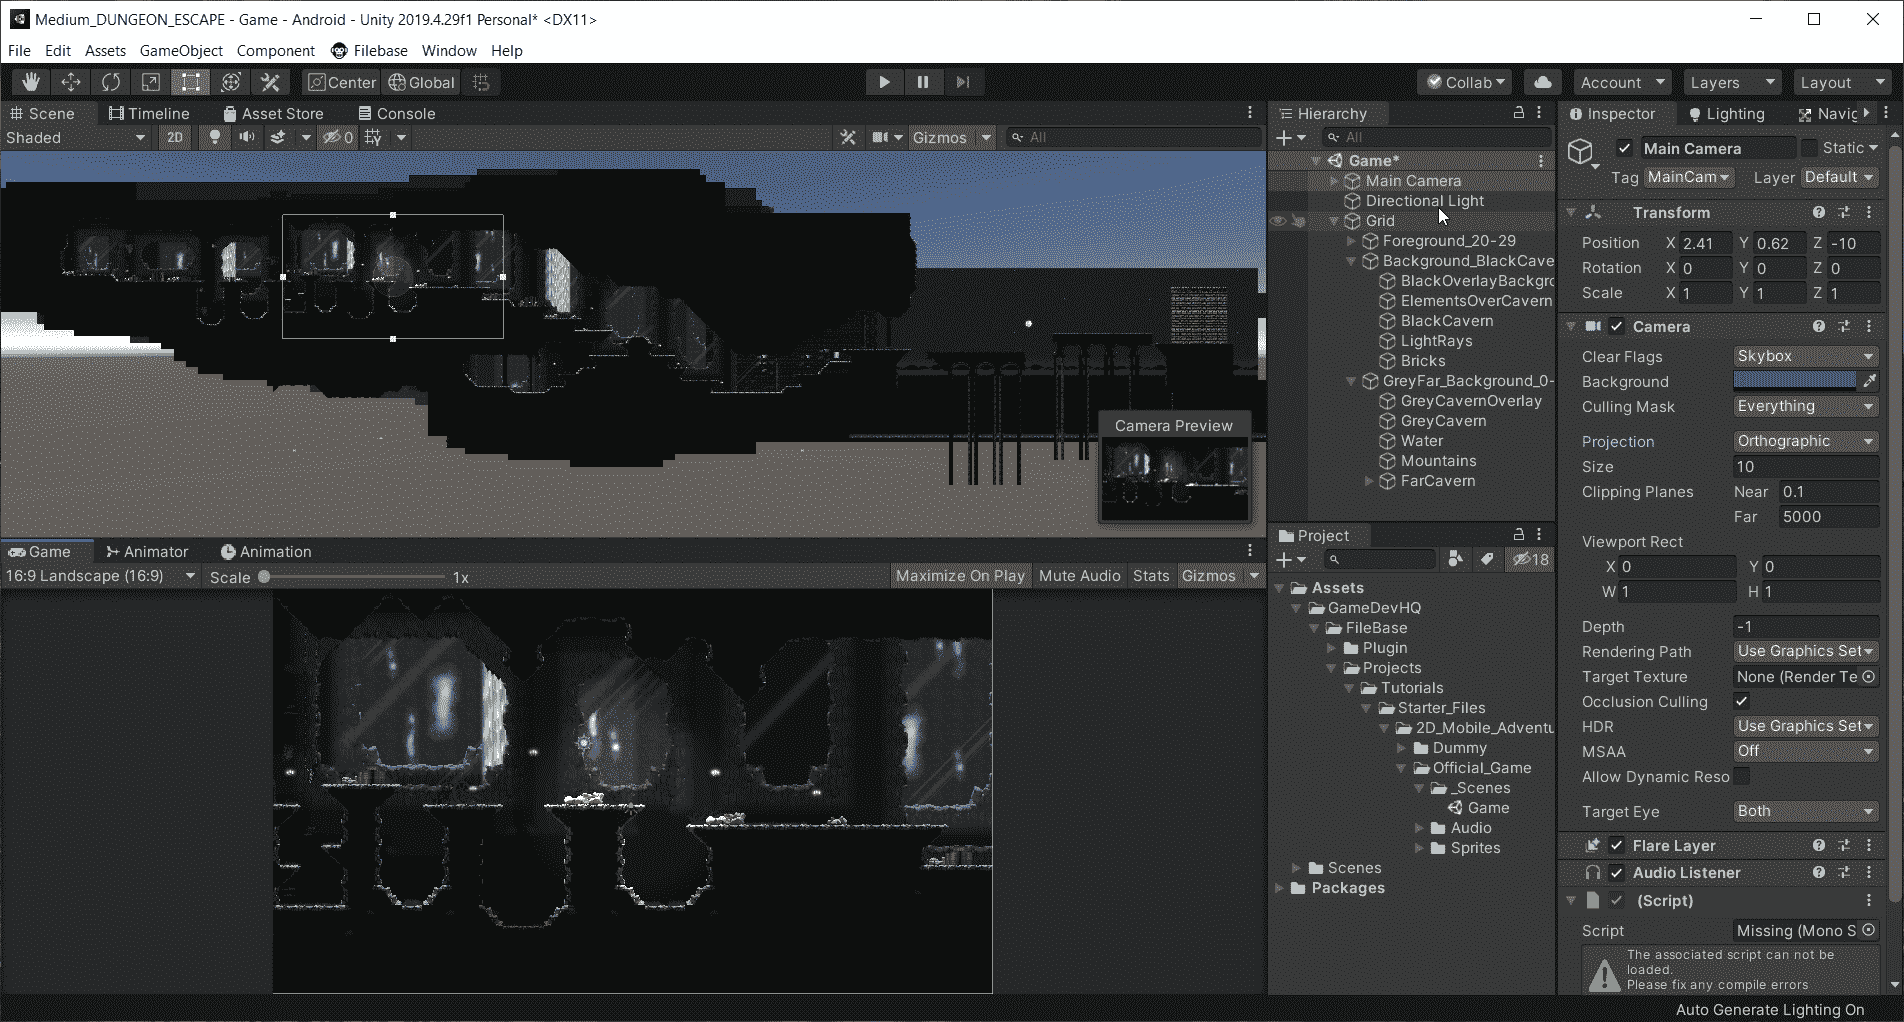 Medium_DUNGEON_ESCAPE - Game - Android - Unity 2019.4.29f1 Personal* <DX11>
File Edit Assets GameObject Component Filebase Window Help
Center Global Collab Account Layers Layout
Scene Timeline Asset Store Console
Shaded 2D 0 Gizmos All
Camera Preview
Game Animator Animation
16:9 Landscape (16:9) Scale 1x Maximize On Play Mute Audio Stats Gizmos
Hierarchy
All
Game*
Main Camera
Directional Light
Grid
Foreground_20-29
Background_BlackCave
BlackOverlayBackgro
ElementsOverCavern
BlackCavern
LightRays
Bricks
GreyFar_Background_0-
GreyCavernOverlay
GreyCavern
Water
Mountains
FarCavern
Project
18
Assets
GameDevHQ
FileBase
Plugin
Projects
Tutorials
Starter_Files
2D_Mobile_Adventu
Dummy
Official_Game
_Scenes
Game
Audio
Sprites
Scenes
Packages
Inspector Lighting Navig
Main Camera Static
Tag MainCam Layer Default
Transform
Position X 2.41 Y 0.62 Z -10
Rotation X 0 Y 0 Z 0
Scale X 1 Y 1 Z 1
Camera
Clear Flags Skybox
Background
Culling Mask Everything
Projection Orthographic
Size 10
Clipping Planes Near 0.1
Far 5000
Viewport Rect
X 0 Y 0
W 1 H 1
Depth -1
Rendering Path Use Graphics Set
Target Texture None (Render Te
Occlusion Culling
HDR Use Graphics Set
MSAA Off
Allow Dynamic Reso
Target Eye Both
Flare Layer
Audio Listener
(Script)
Script Missing (Mono S
The associated script can not be
loaded.
Please fix any compile errors
Auto Generate Lighting On